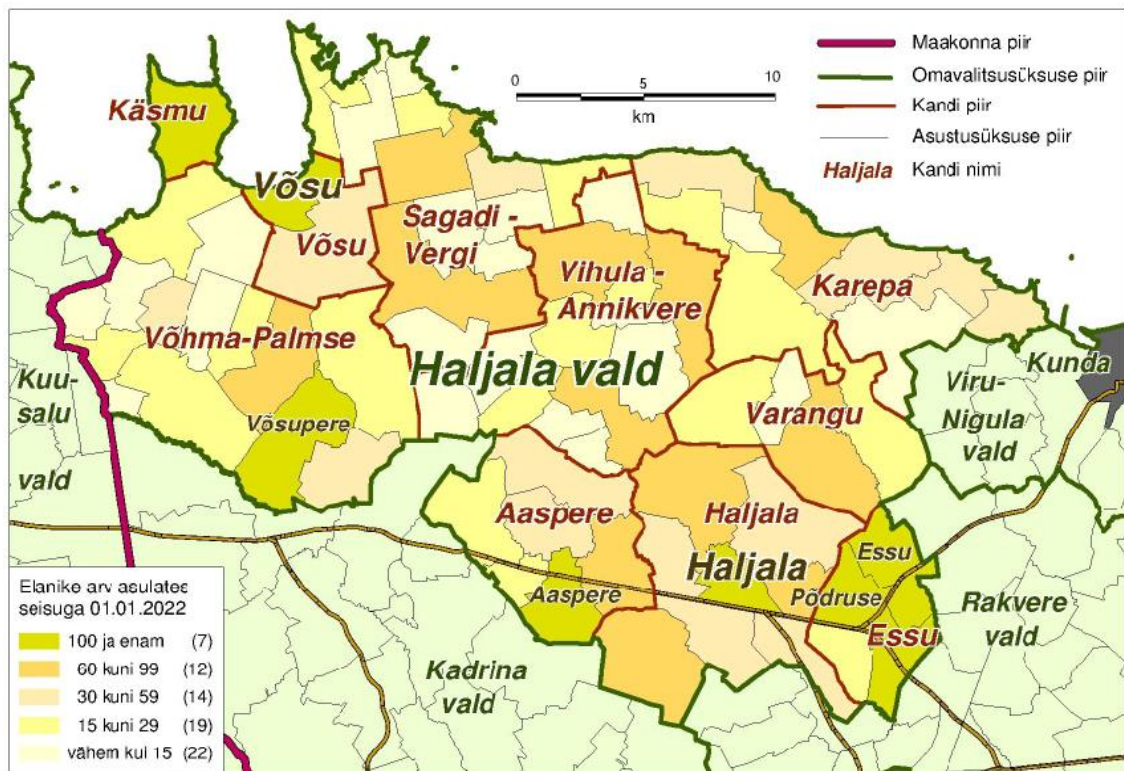 0 5 10
km
Maakonna piir
Omavalitsusüksuse piir
Kandi piir
Asustusüksuse piir
Haljala Kandi nimi
Käsmu
Võsu
Võsu
Sagadi -
Vergi
Vihula -
Annikvere
Karepa
Võhma-Palmse
Haljala vald
Kuu-
salu
vald
Kunda
Viru-
Nigula
vald
Varangu
Võsupere
Aaspere
Haljala
Haljala
Essu
Aaspere
Põdruse
Essu
Rakvere
vald
Kadrina
vald
Elanike arv asulates
seisuga 01.01.2022
100 ja enam (7)
60 kuni 99 (12)
30 kuni 59 (14)
15 kuni 29 (19)
vähem kui 15 (22)